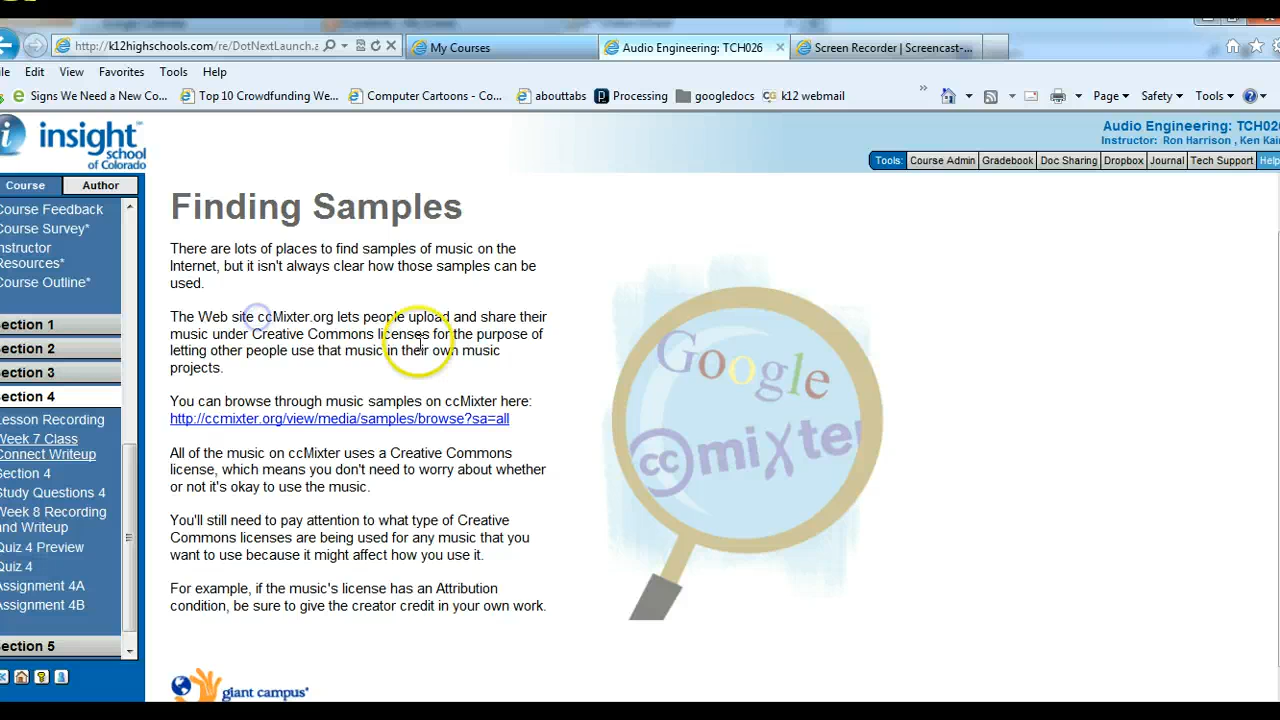 http://k12highschools.com/re/DotNextLaunch.a
My Courses
Audio Engineering: TCH026
Screen Recorder | Screencast-...
Edit View Favorites Tools Help
Signs We Need a New Co...
Top 10 Crowdfunding We...
Computer Cartoons - Co...
abouttabs
Processing
googledocs
k12 webmail
Page
Safety
Tools
insight
school
of Colorado
Audio Engineering: TCH026
Instructor: Ron Harrison , Ken Kain
Tools: Course Admin Gradebook Doc Sharing Dropbox Journal Tech Support Help
Course Author
Course Feedback
Course Survey*
nstructor
Resources*
Course Outline*
ection 1
ection 2
ection 3
ection 4
Lesson Recording
Week 7 Class
Connect Writeup
Section 4
Study Questions 4
Week 8 Recording
and Writeup
Quiz 4 Preview
Quiz 4
Assignment 4A
Assignment 4B
ection 5
Finding Samples
There are lots of places to find samples of music on the
Internet, but it isn't always clear how those samples can be
used.
The Web site ccMixter.org lets people upload and share their
music under Creative Commons licenses for the purpose of
letting other people use that music in their own music
projects.
You can browse through music samples on ccMixter here:
http://ccmixter.org/view/media/samples/browse?sa=all
All of the music on ccMixter uses a Creative Commons
license, which means you don't need to worry about whether
or not it's okay to use the music.
You'll still need to pay attention to what type of Creative
Commons licenses are being used for any music that you
want to use because it might affect how you use it.
For example, if the music's license has an Attribution
condition, be sure to give the creator credit in your own work.
Google
cc mixter
giant campus